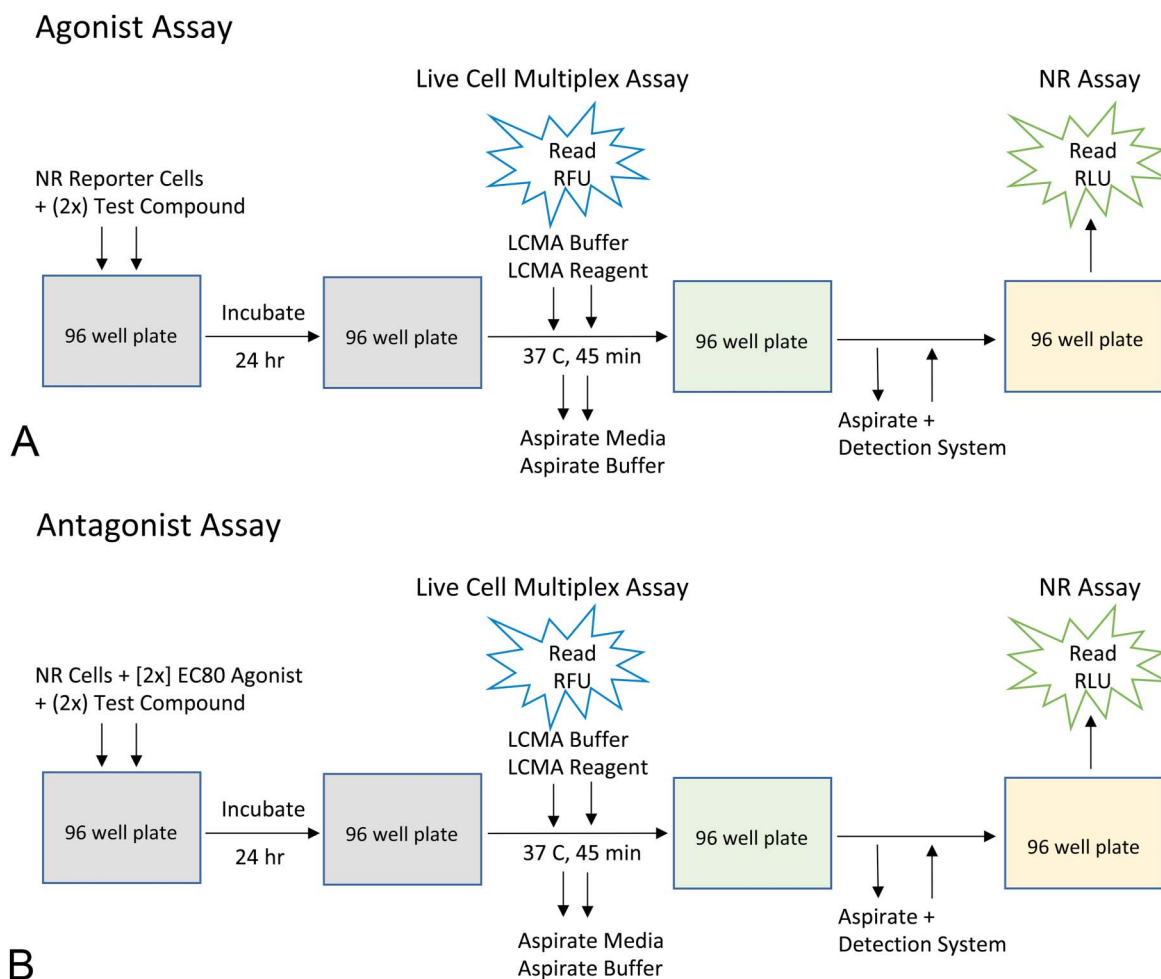 Agonist Assay
Live Cell Multiplex Assay
NR Assay
Read
RFU
Read
RLU
NR Reporter Cells
+ (2x) Test Compound
LCMA Buffer
LCMA Reagent
96 well plate
Incubate
24 hr
96 well plate
37 C, 45 min
96 well plate
96 well plate
Aspirate Media
Aspirate Buffer
Aspirate +
Detection System
A
Antagonist Assay
Live Cell Multiplex Assay
NR Assay
Read
RFU
Read
RLU
NR Cells + [2x] EC80 Agonist
+ (2x) Test Compound
LCMA Buffer
LCMA Reagent
96 well plate
Incubate
24 hr
96 well plate
37 C, 45 min
96 well plate
96 well plate
Aspirate Media
Aspirate Buffer
Aspirate +
Detection System
B